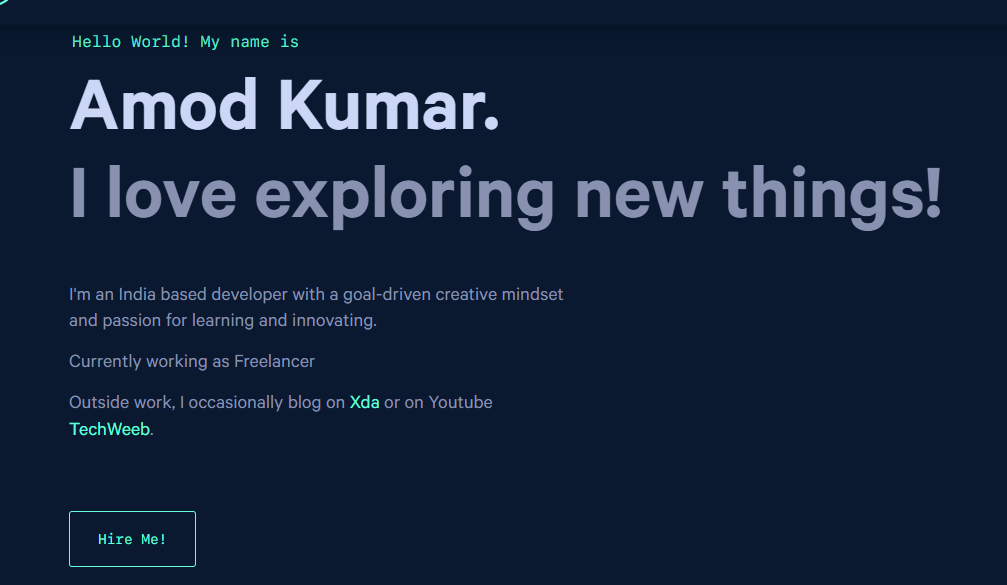 Hello World! My name is
Amod Kumar.
I love exploring new things!
I'm an India based developer with a goal-driven creative mindset
and passion for learning and innovating.
Currently working as Freelancer
Outside work, I occasionally blog on Xda or on Youtube
TechWeeb.
Hire Me!